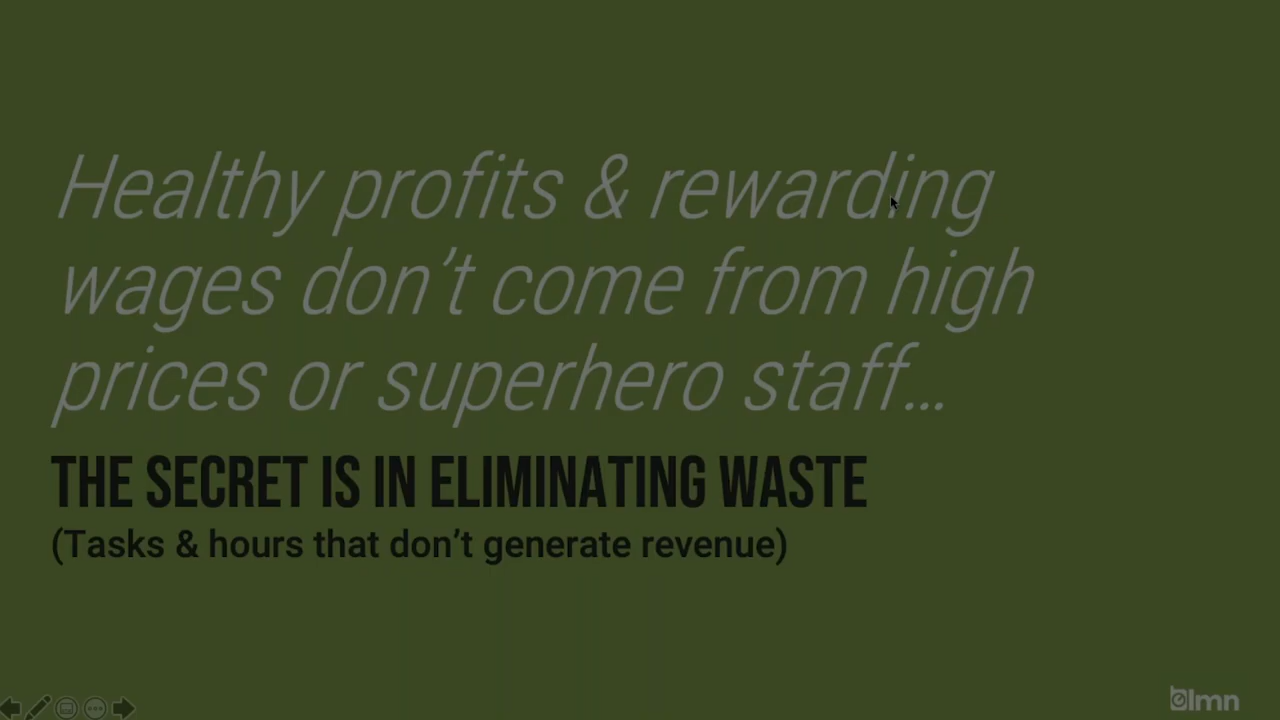 Healthy profits & rewarding
wages don’t come from high
prices or superhero staff…
THE SECRET IS IN ELIMINATING WASTE
(Tasks & hours that don’t generate revenue)
lmn